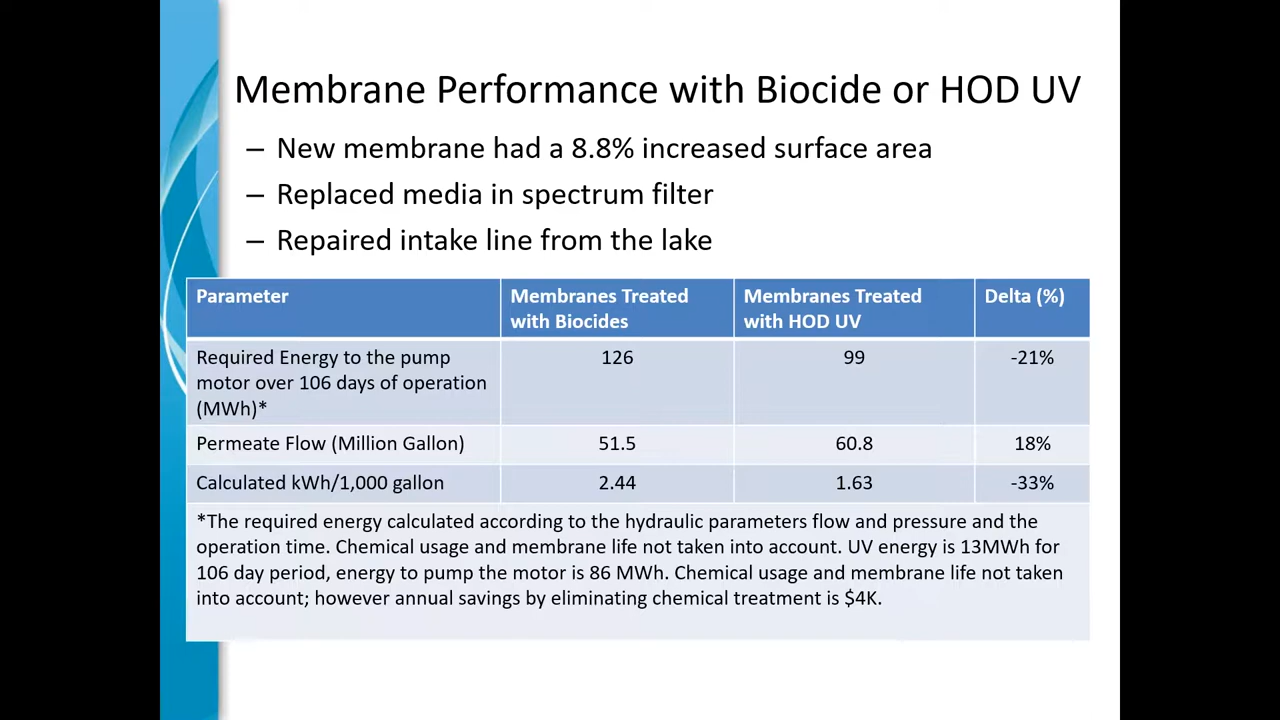 Membrane Performance with Biocide or HOD UV
– New membrane had a 8.8% increased surface area
– Replaced media in spectrum filter
– Repaired intake line from the lake
Parameter
Membranes Treated
with Biocides
Membranes Treated
with HOD UV
Delta (%)
Required Energy to the pump
motor over 106 days of operation
(MWh)*
126
99
-21%
Permeate Flow (Million Gallon)
51.5
60.8
18%
Calculated kWh/1,000 gallon
2.44
1.63
-33%
*The required energy calculated according to the hydraulic parameters flow and pressure and the
operation time. Chemical usage and membrane life not taken into account. UV energy is 13MWh for
106 day period, energy to pump the motor is 86 MWh. Chemical usage and membrane life not taken
into account; however annual savings by eliminating chemical treatment is $4K.